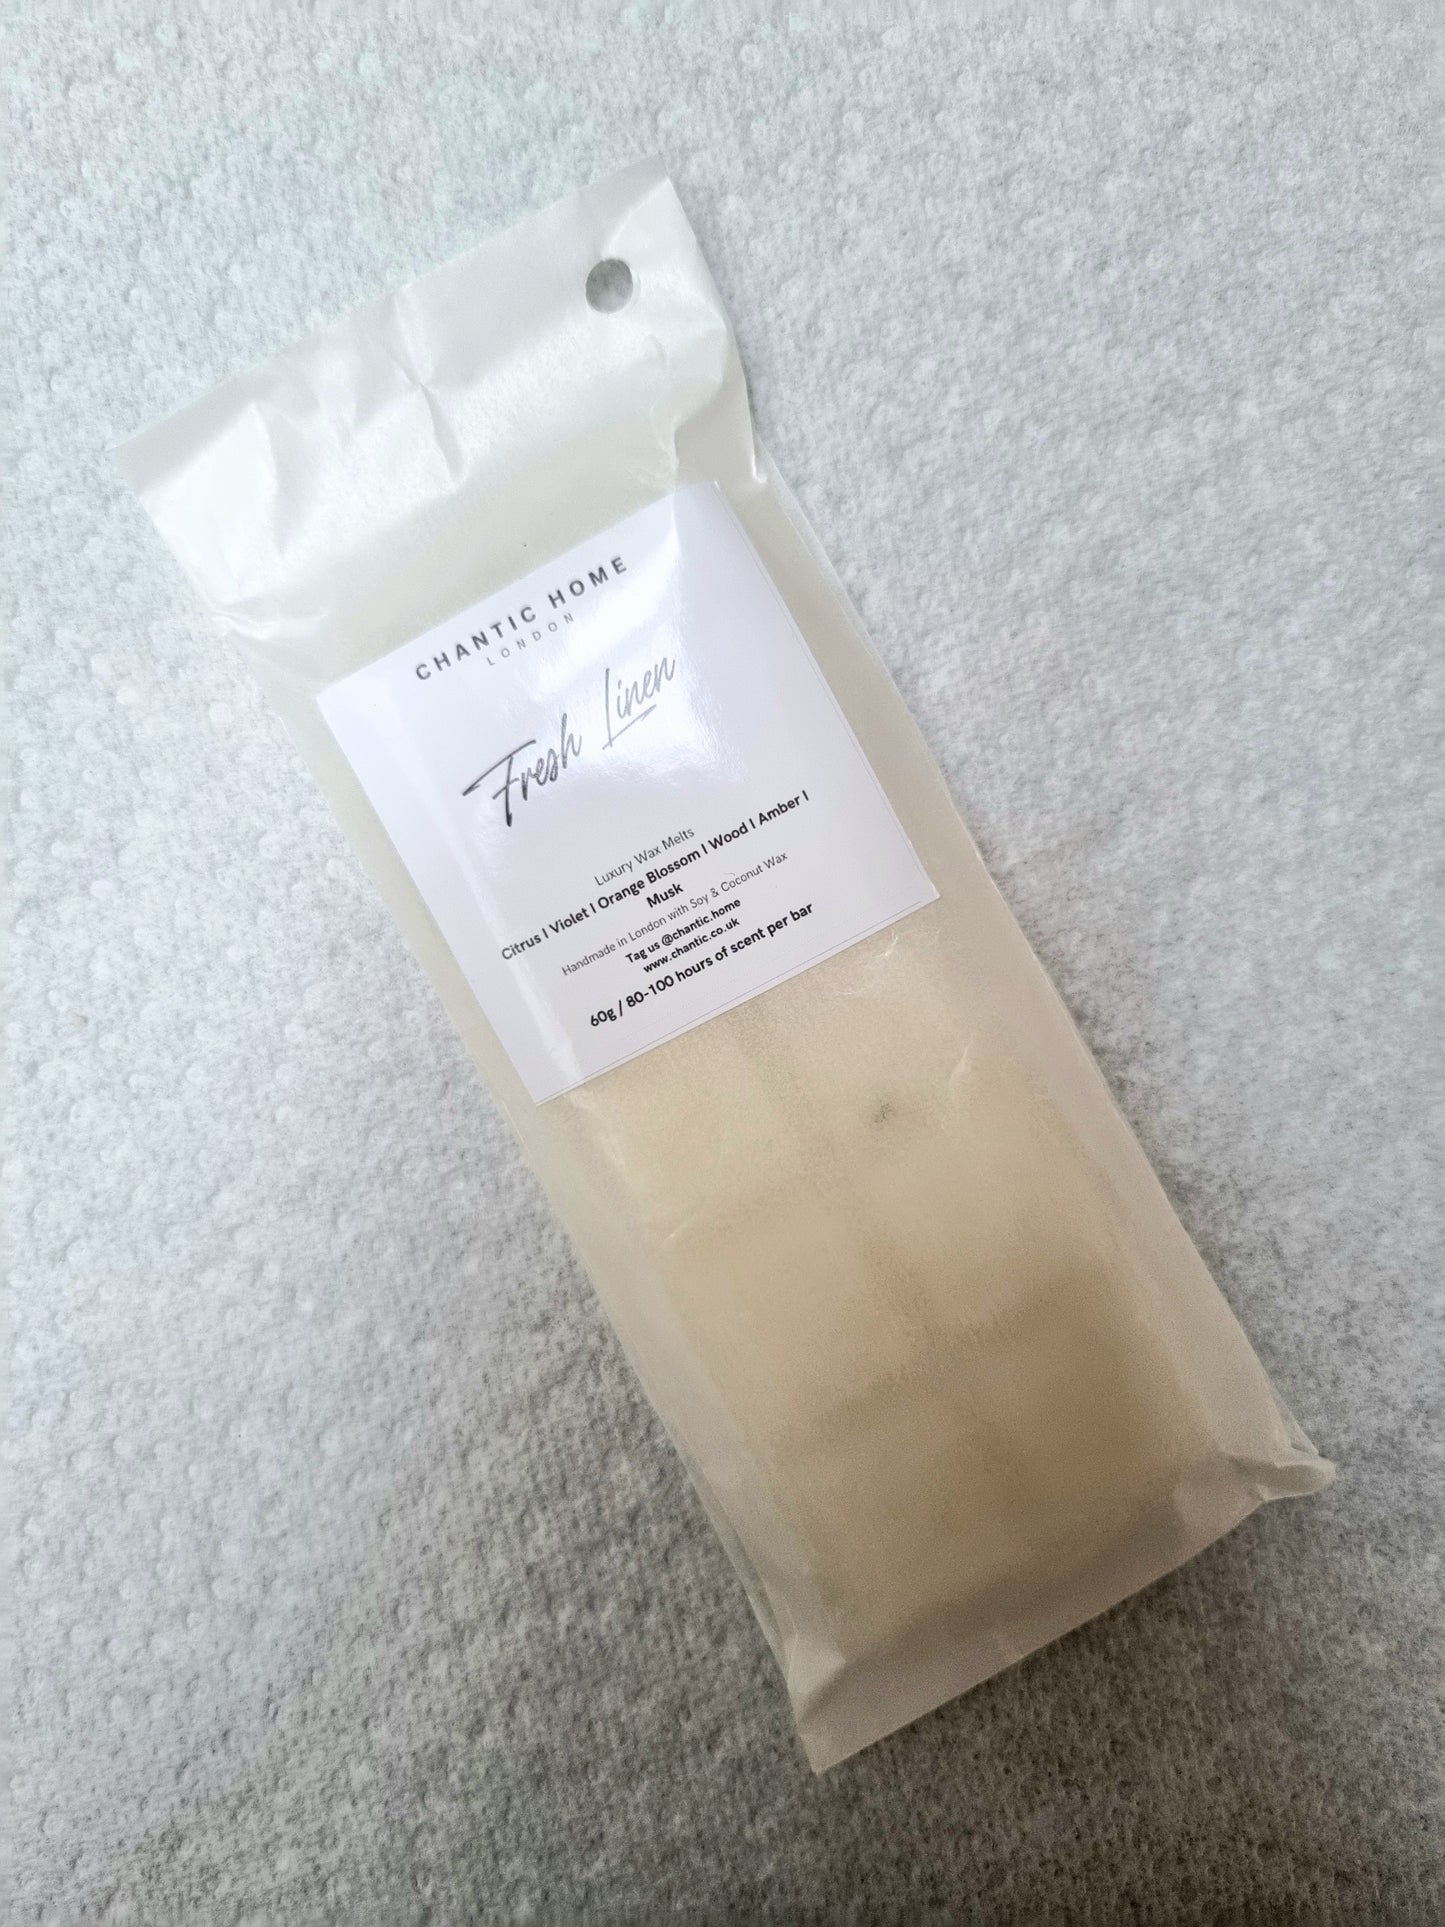 CHANTIC HOME
LONDON
Fresh Linen
Luxury Wax Melts
Citrus I Violet I Orange Blossom I Wood I Amber I
Musk
Handmade in London with Soy & Coconut Wax
Tag us @chantic.home
www.chantic.co.uk
60g / 80-100 hours of scent per bar